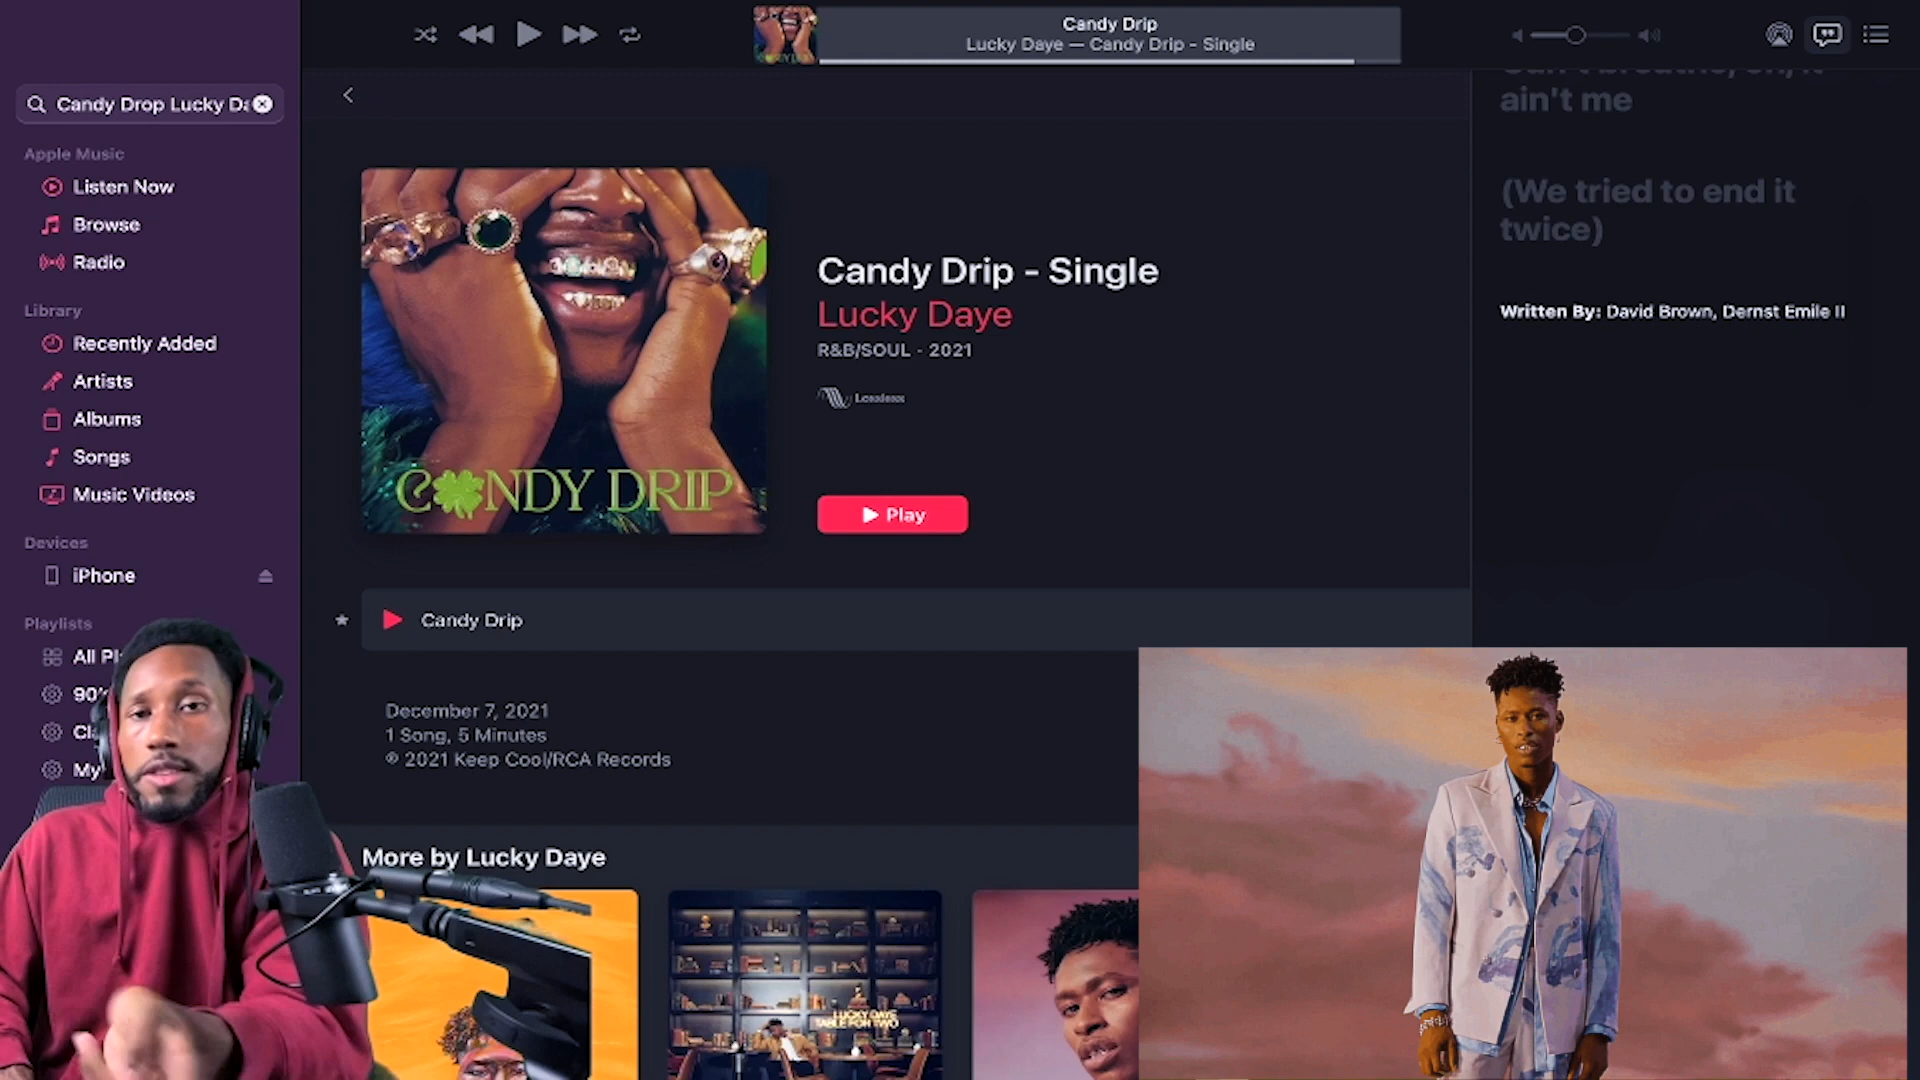 Candy Drip
Lucky Daye — Candy Drip - Single
Candy Drop Lucky Da
Apple Music
Listen Now
Browse
Radio
Library
Recently Added
Artists
Albums
Songs
Music Videos
Devices
iPhone
Playlists
All Pl
90's
Cl
My
CANDY DRIP
Candy Drip - Single
Lucky Daye
R&B/SOUL · 2021
Lossless
Play
Candy Drip
December 7, 2021
1 Song, 5 Minutes
℗ 2021 Keep Cool/RCA Records
More by Lucky Daye
LUCKY DAYE
TABLE FOR TWO
ain't me
(We tried to end it
twice)
Written By: David Brown, Dernst Emile II